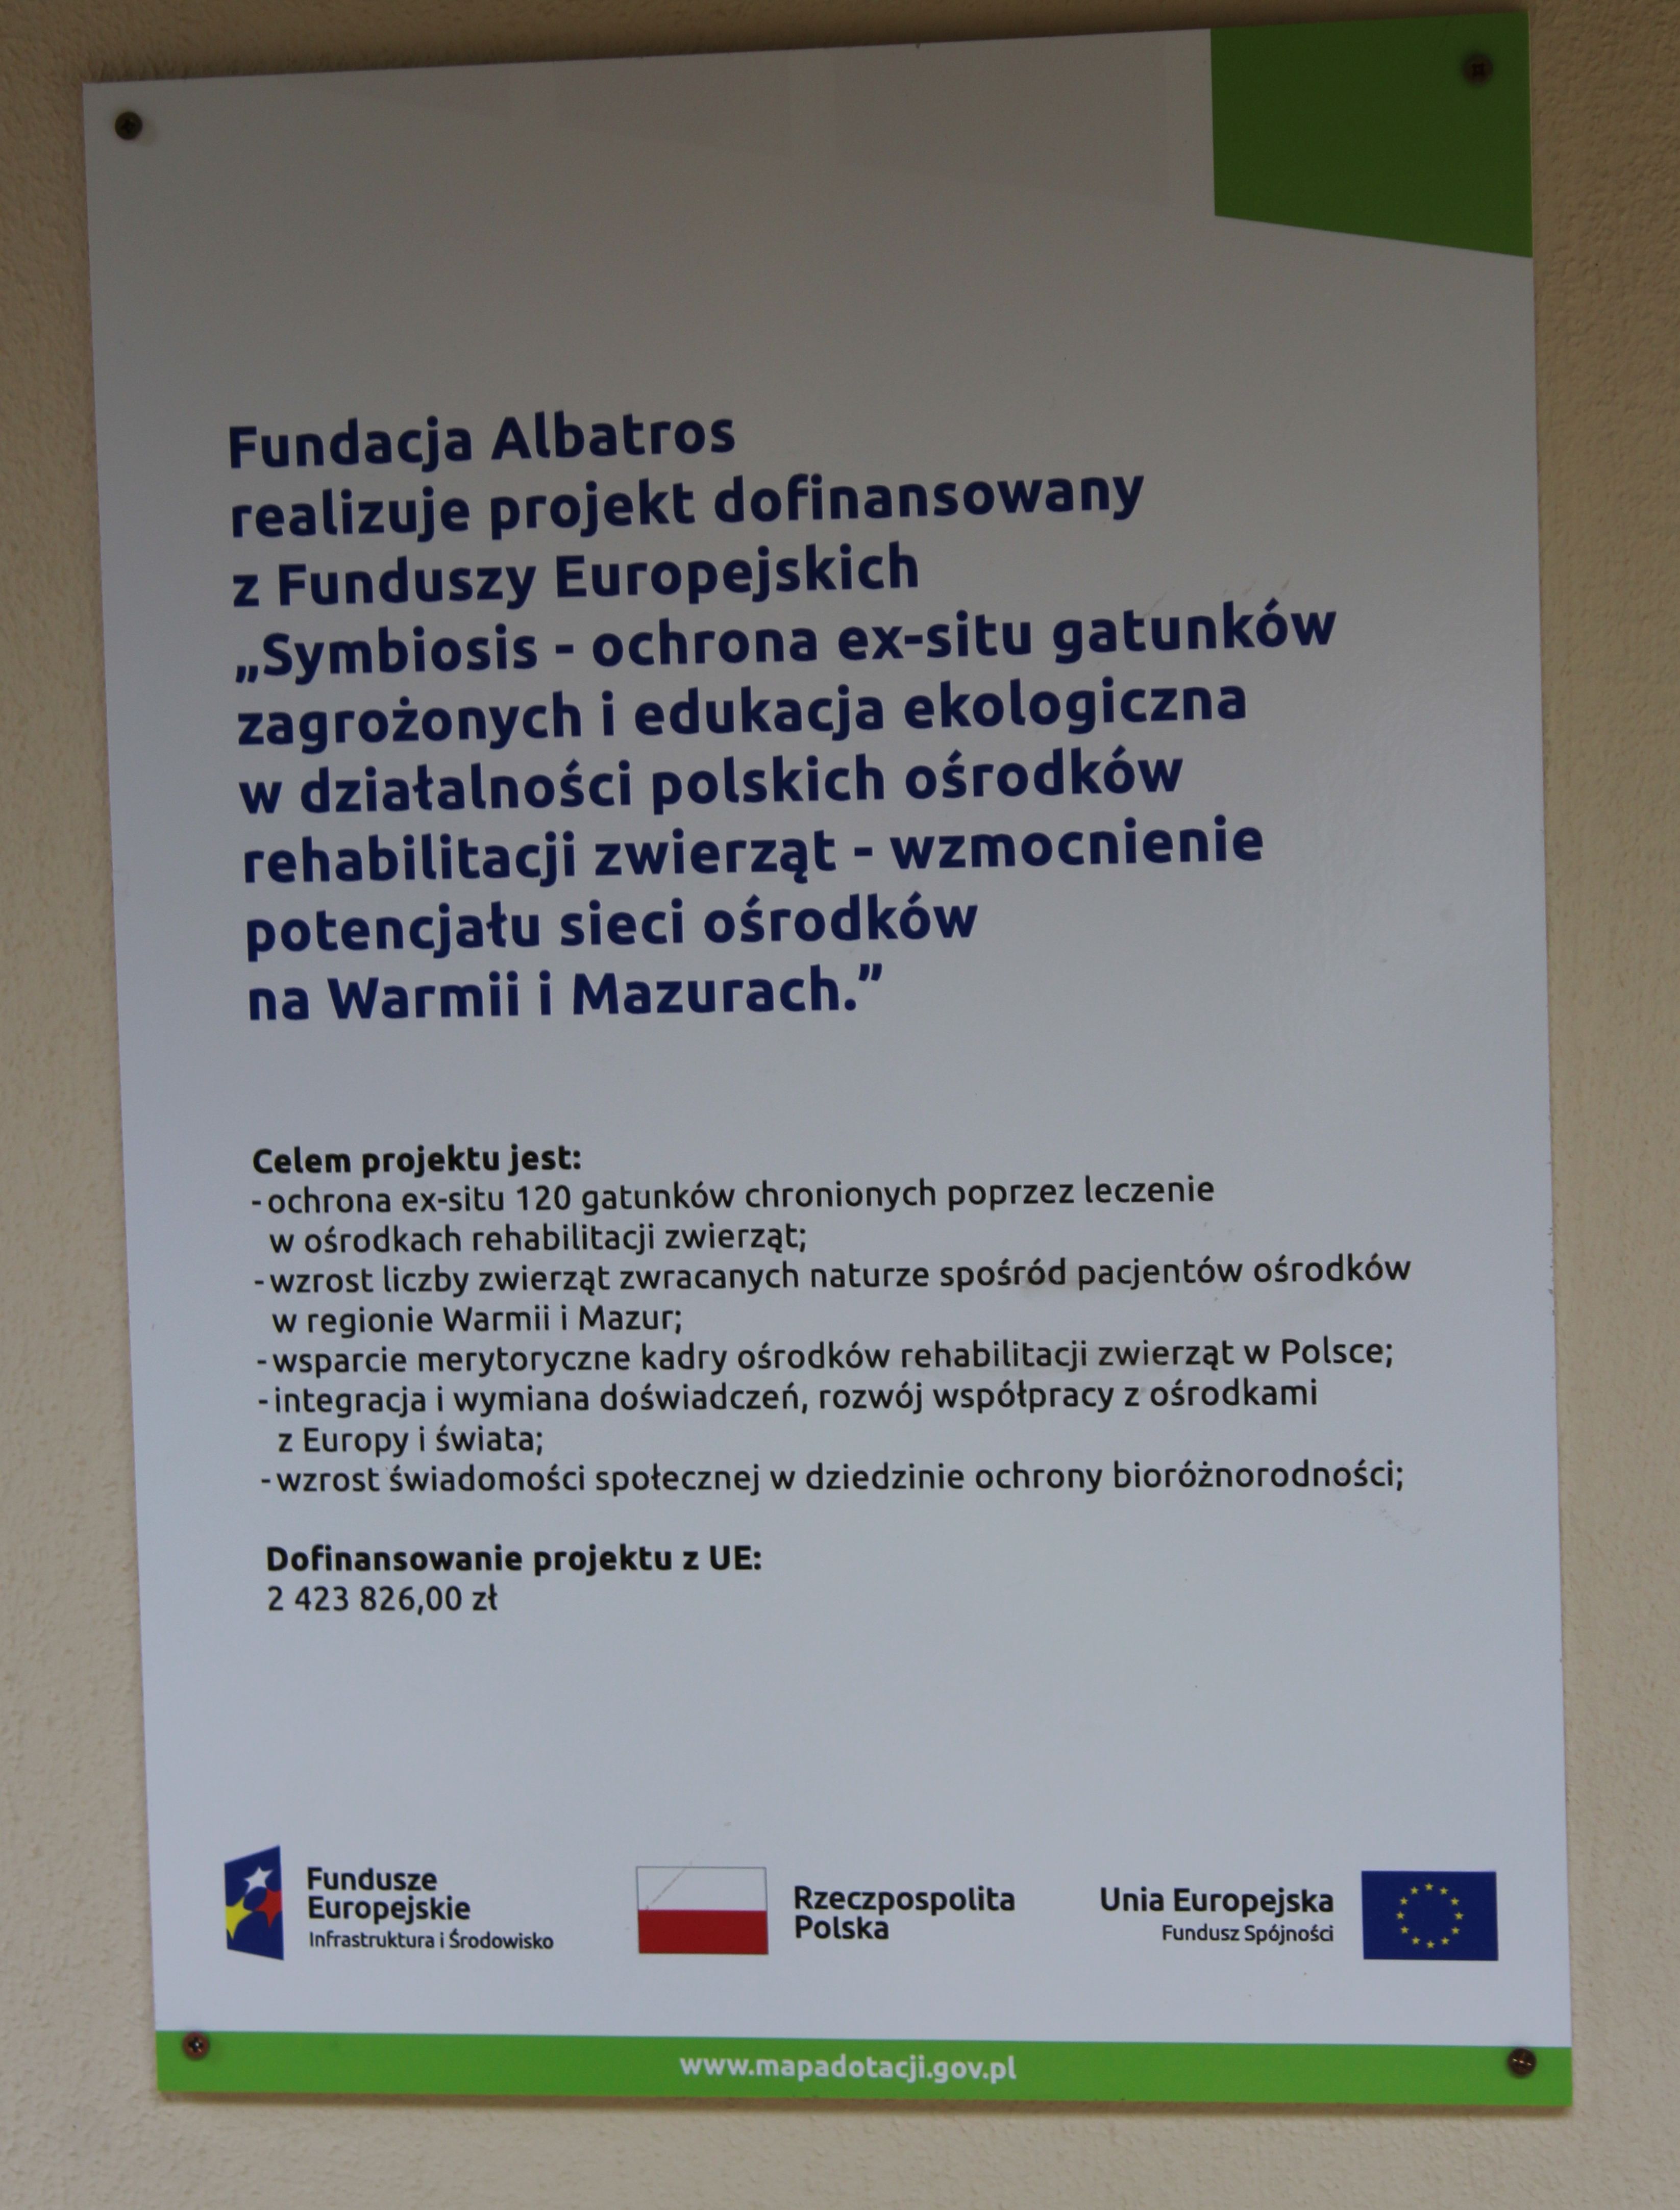 Fundacja Albatros
realizuje projekt dofinansowany
z Funduszy Europejskich
„Symbiosis - ochrona ex-situ gatunków
zagrożonych i edukacja ekologiczna
w działalności polskich ośrodków
rehabilitacji zwierząt - wzmocnienie
potencjału sieci ośrodków
na Warmii i Mazurach.”
Celem projektu jest:
- ochrona ex-situ 120 gatunków chronionych poprzez leczenie
w ośrodkach rehabilitacji zwierząt;
- wzrost liczby zwierząt zwracanych naturze spośród pacjentów ośrodków
w regionie Warmii i Mazur;
- wsparcie merytoryczne kadry ośrodków rehabilitacji zwierząt w Polsce;
- integracja i wymiana doświadczeń, rozwój współpracy z ośrodkami
z Europy i świata;
- wzrost świadomości społecznej w dziedzinie ochrony bioróżnorodności;
Dofinansowanie projektu z UE:
2 423 826,00 zł
Fundusze
Europejskie
Infrastruktura i Środowisko
Rzeczpospolita
Polska
Unia Europejska
Fundusz Spójności
www.mapadotacji.gov.pl